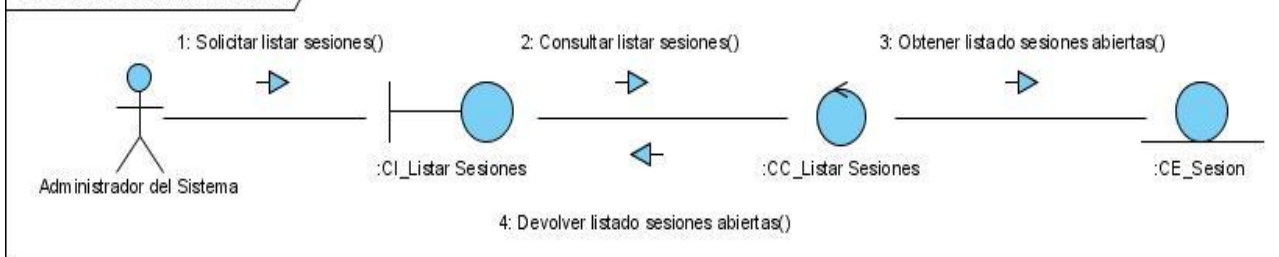 1: Solicitar listar sesiones()
2: Consultar listar sesiones()
3: Obtener listado sesiones abiertas()
:CI_Listar Sesiones
:CC_Listar Sesiones
:CE_Sesion
Administrador del Sistema
4: Devolver listado sesiones abiertas()